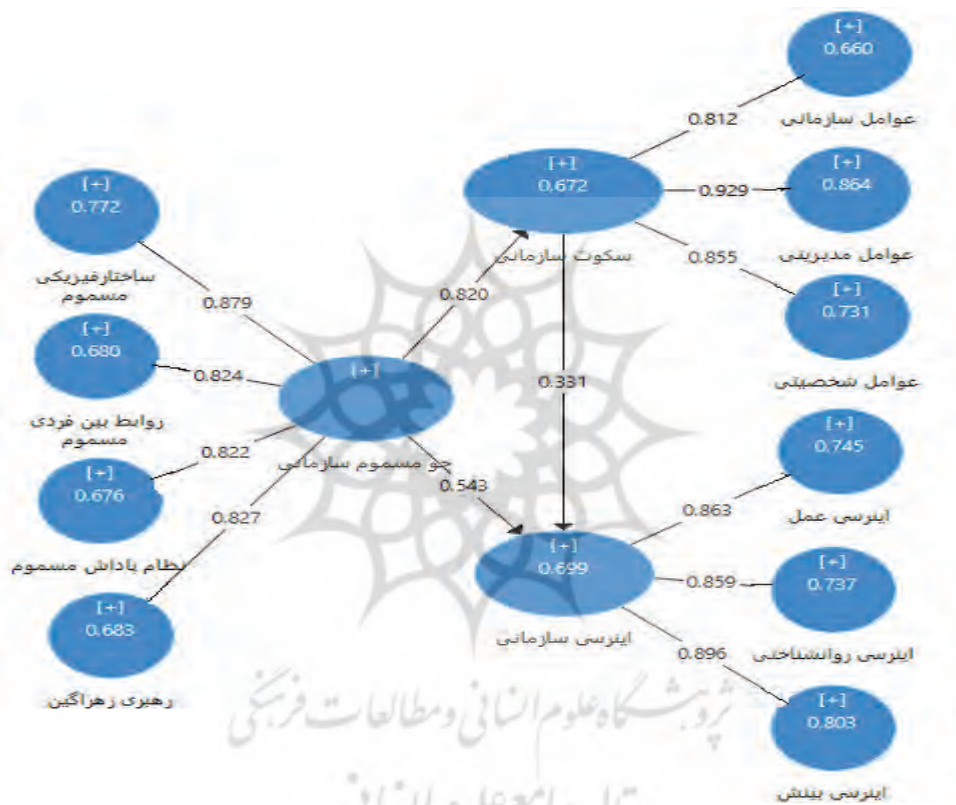 [+]
0.660
عوامل سازمانی
0.812
[+]
0.672
سکوت سازمانی
0.929
[+]
0.864
عوامل مدیریتی
0.855
[+]
0.731
عوامل شخصیتی
[+]
0.772
ساختارفیزیکی
مسموم
0.879
0.820
[+]
0.680
روابط بین فردی
مسموم
0.824
[+]
جو مسموم سازمانی
0.331
0.822
[+]
0.676
نظام پاداش مسموم
0.543
0.827
[+]
0.683
رهبری زهراگین
[+]
0.699
اینرسی سازمانی
0.863
[+]
0.745
اینرسی عمل
0.859
[+]
0.737
اینرسی روانشناختی
0.896
[+]
0.803
اینرسی بینش
پژوهشگاه علوم انسانی و مطالعات فرهنگی